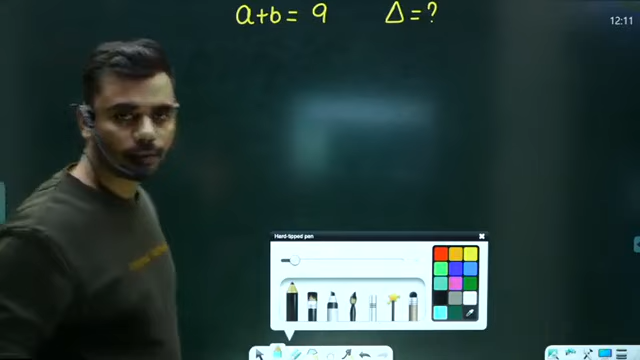 a+b = 9 Δ = ?
12:11
Hard-tipped pen